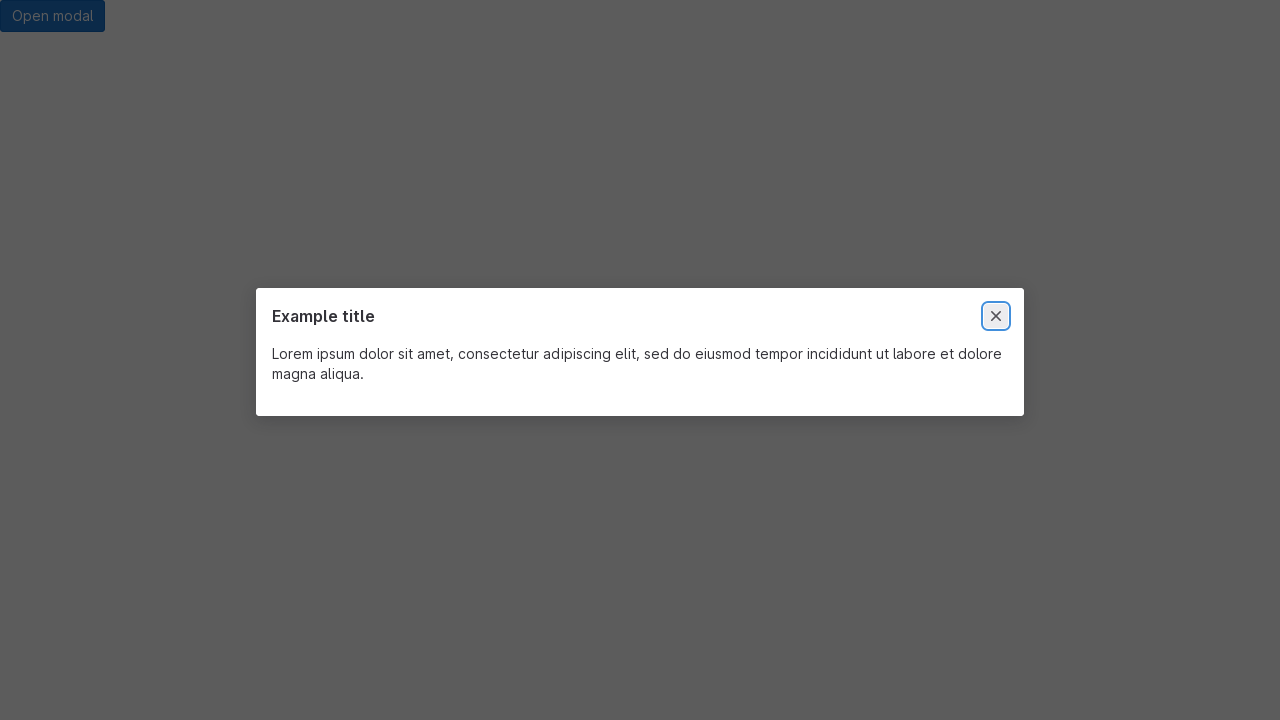 Open modal
Example title
Lorem ipsum dolor sit amet, consectetur adipiscing elit, sed do eiusmod tempor incididunt ut labore et dolore
magna aliqua.